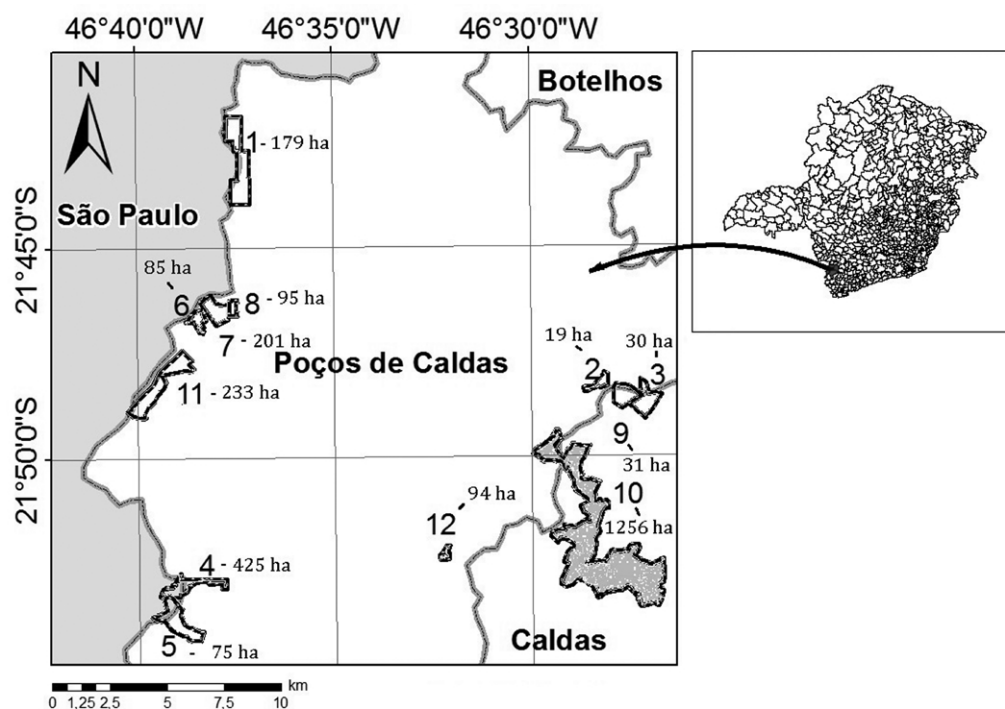 46°40'0"W 46°35'0"W 46°30'0"W
N
Botelhos
1 - 179 ha
São Paulo
21°45'0"S
85 ha
6
8 - 95 ha
7 - 201 ha
Poços de Caldas
19 ha
30 ha
2
3
11 - 233 ha
9
31 ha
21°50'0"S
94 ha
12
10
1256 ha
4 - 425 ha
5 - 75 ha
Caldas
km
0 1,25 2,5 5 7,5 10